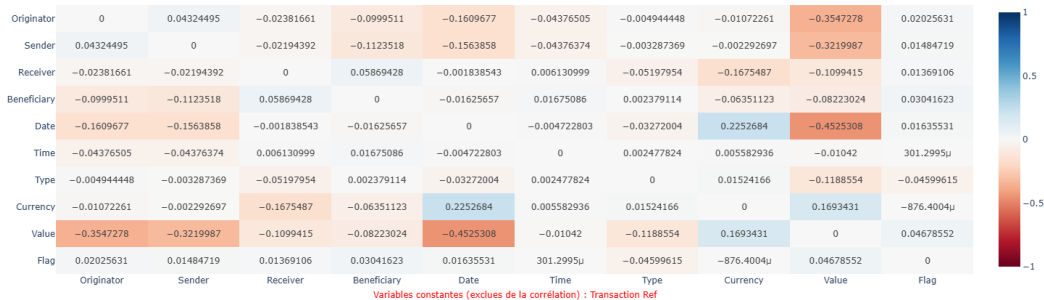 Originator 0 0.04324495 −0.02381661 −0.0999511 −0.1609677 −0.04376505 −0.004944448 −0.01072261 −0.3547278 0.02025631
Sender 0.04324495 0 −0.02194392 −0.1123518 −0.1563858 −0.04376374 −0.003287369 −0.002292697 −0.3219987 0.01484719
Receiver −0.02381661 −0.02194392 0 0.05869428 −0.001838543 0.006130999 −0.05197954 −0.1675487 −0.1099415 0.01369106
Beneficiary −0.0999511 −0.1123518 0.05869428 0 −0.01625657 0.01675086 0.002379114 −0.06351123 −0.08223024 0.03041623
Date −0.1609677 −0.1563858 −0.001838543 −0.01625657 0 −0.004722803 −0.03272004 0.2252684 −0.4525308 0.01635531
Time −0.04376505 −0.04376374 0.006130999 0.01675086 −0.004722803 0 0.002477824 0.005582936 −0.01042 301.2995μ
Type −0.004944448 −0.003287369 −0.05197954 0.002379114 −0.03272004 0.002477824 0 0.01524166 −0.1188554 −0.04599615
Currency −0.01072261 −0.002292697 −0.1675487 −0.06351123 0.2252684 0.005582936 0.01524166 0 0.1693431 −876.4004μ
Value −0.3547278 −0.3219987 −0.1099415 −0.08223024 −0.4525308 −0.01042 −0.1188554 0.1693431 0 0.04678552
Flag 0.02025631 0.01484719 0.01369106 0.03041623 0.01635531 301.2995μ −0.04599615 −876.4004μ 0.04678552 0
Originator Sender Receiver Beneficiary Date Time Type Currency Value Flag
Variables constantes (exclues de la corrélation) : Transaction Ref
1
0.5
0
−0.5
−1